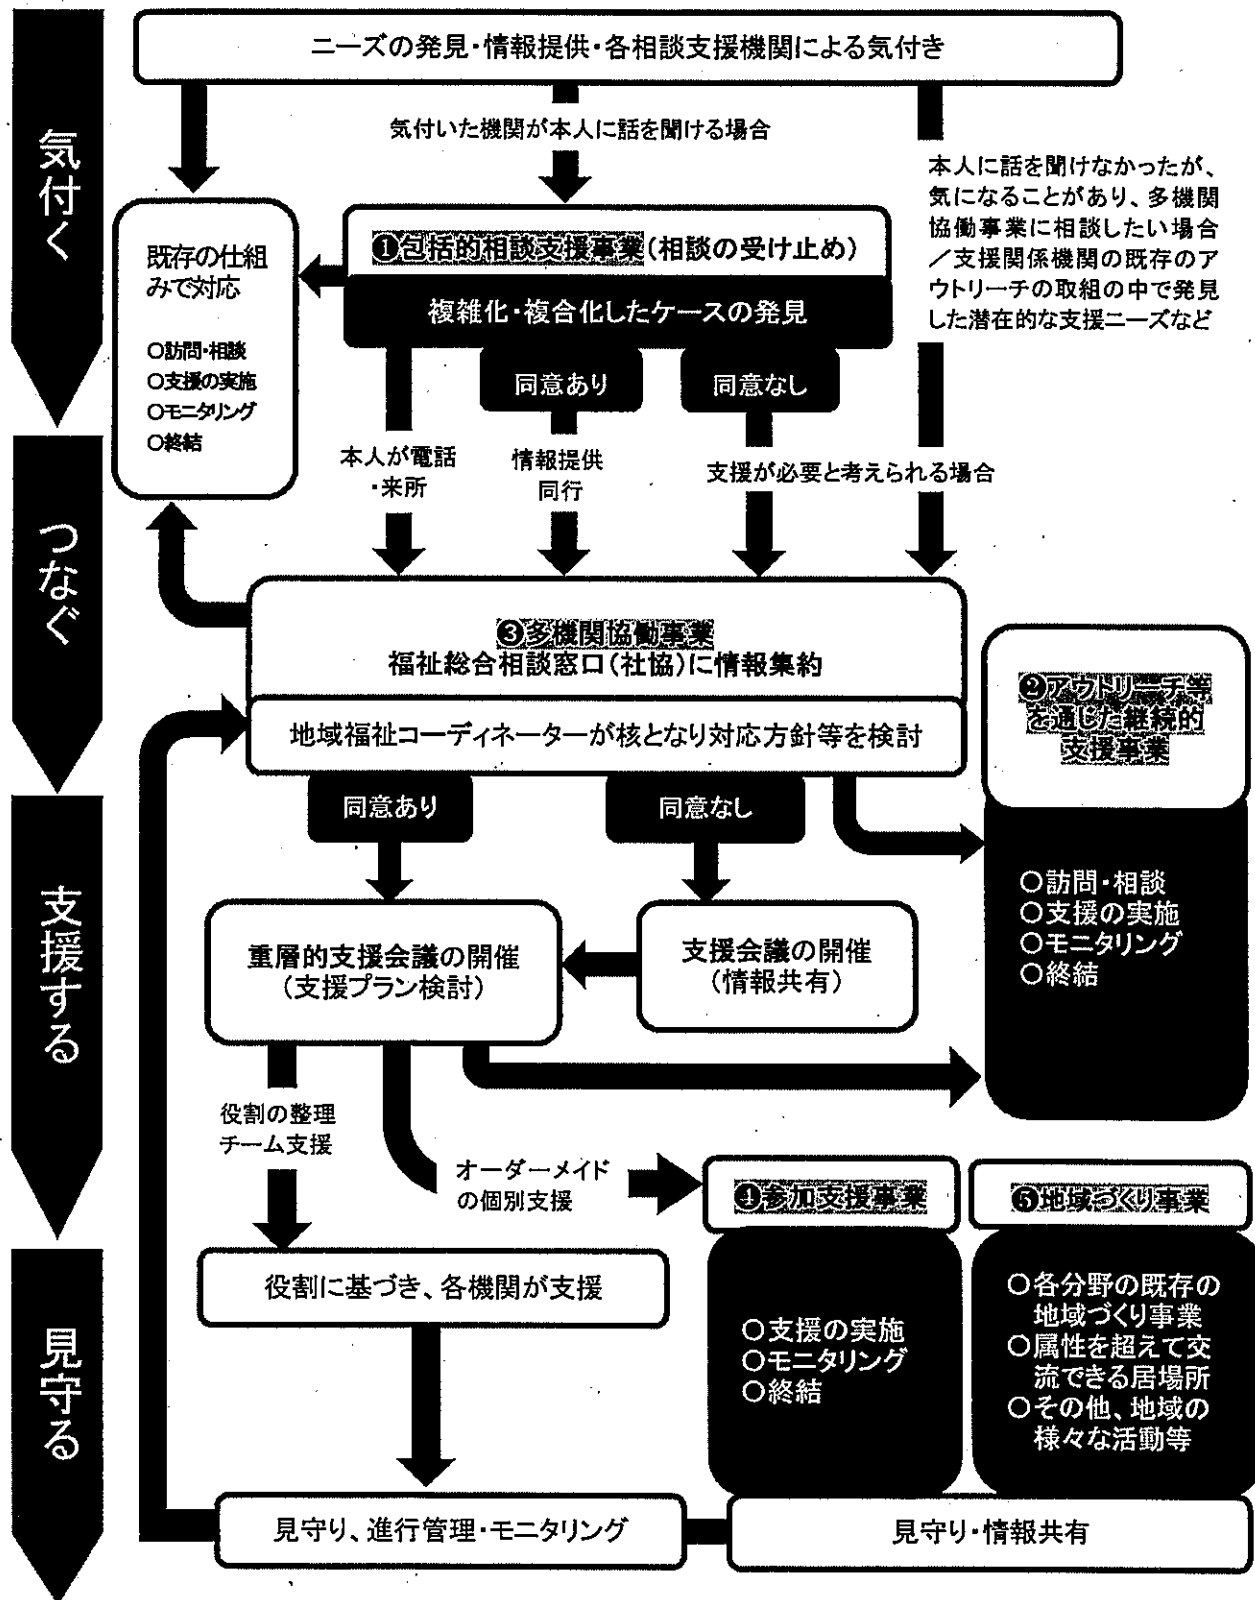 気付く
つなぐ
支援する
見守る
ニーズの発見・情報提供・各相談支援機関による気付き
気付いた機関が本人に話を聞ける場合
本人に話を聞けなかったが、
気になることがあり、多機関
協働事業に相談したい場合
／支援関係機関の既存のア
ウトリーチの取組の中で発見
した潜在的な支援ニーズなど
既存の仕組
みで対応
○訪問・相談
○支援の実施
○モニタリング
○終結
❶包括的相談支援事業(相談の受け止め)
複雑化・複合化したケースの発見
同意あり
同意なし
本人が電話
・来所
情報提供
同行
支援が必要と考えられる場合
❸多機関協働事業
福祉総合相談窓口(社協)に情報集約
地域福祉コーディネーターが核となり対応方針等を検討
❷アウトリーチ等
を通じた継続的
支援事業
○訪問・相談
○支援の実施
○モニタリング
○終結
同意あり
同意なし
重層的支援会議の開催
(支援プラン検討)
支援会議の開催
(情報共有)
役割の整理
チーム支援
オーダーメイド
の個別支援
❹参加支援事業
❺地域づくり事業
役割に基づき、各機関が支援
○支援の実施
○モニタリング
○終結
○各分野の既存の
地域づくり事業
○属性を超えて交
流できる居場所
○その他、地域の
様々な活動等
見守り、進行管理・モニタリング
見守り・情報共有